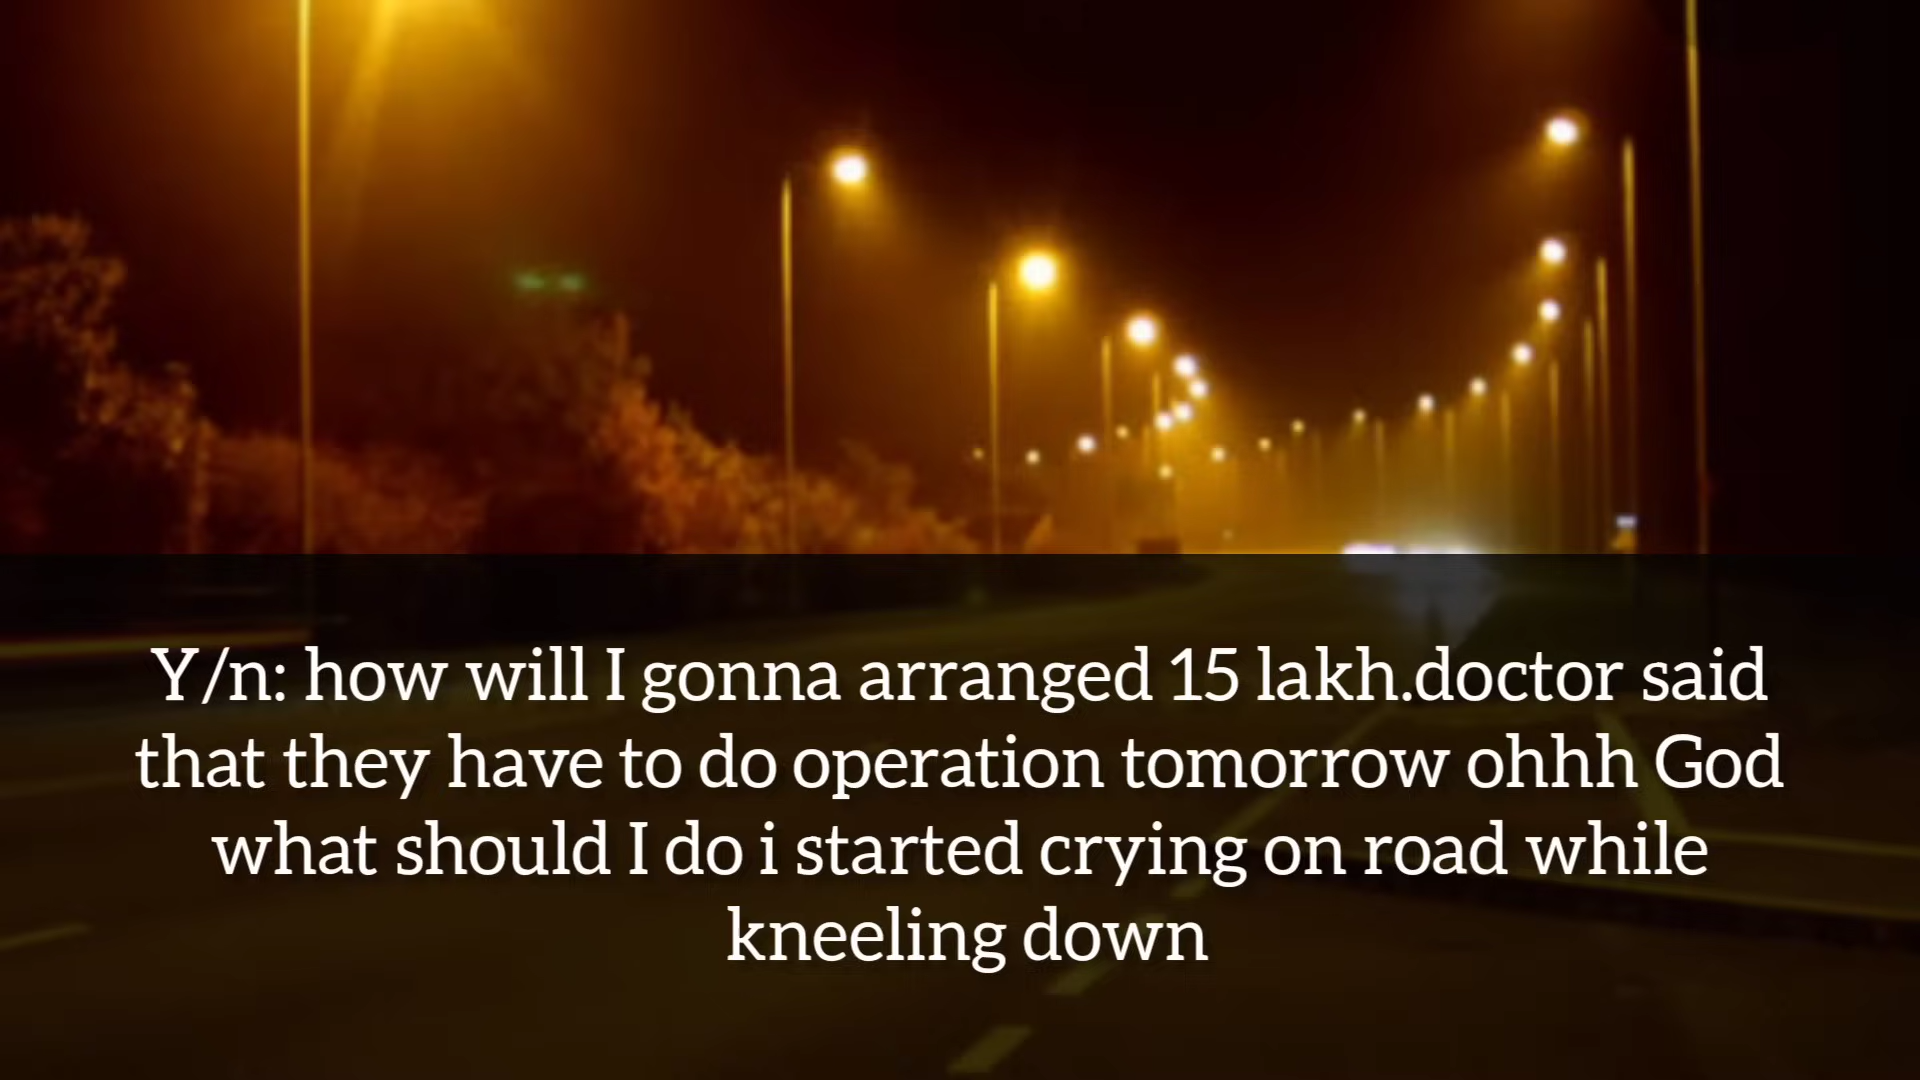 Y/n: how will I gonna arranged 15 lakh.doctor said
that they have to do operation tomorrow ohhh God
what should I do i started crying on road while
kneeling down